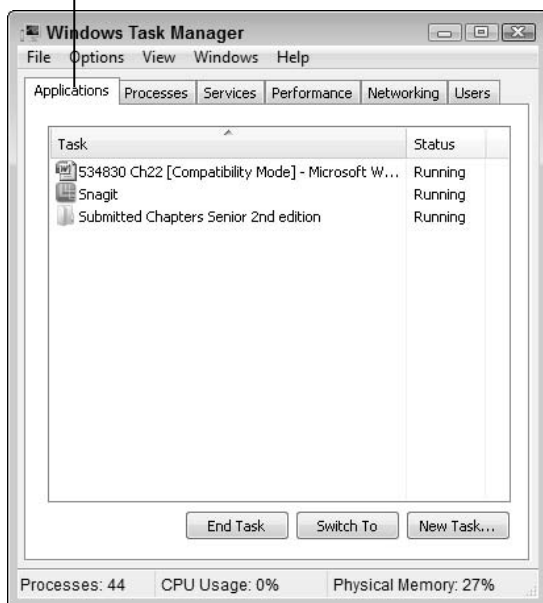 Windows Task Manager
File Options View Windows Help
Applications Processes Services Performance Networking Users
Task Status
534830 Ch22 [Compatibility Mode] - Microsoft W... Running
Snagit Running
Submitted Chapters Senior 2nd edition Running
End Task Switch To New Task...
Processes: 44 CPU Usage: 0% Physical Memory: 27%